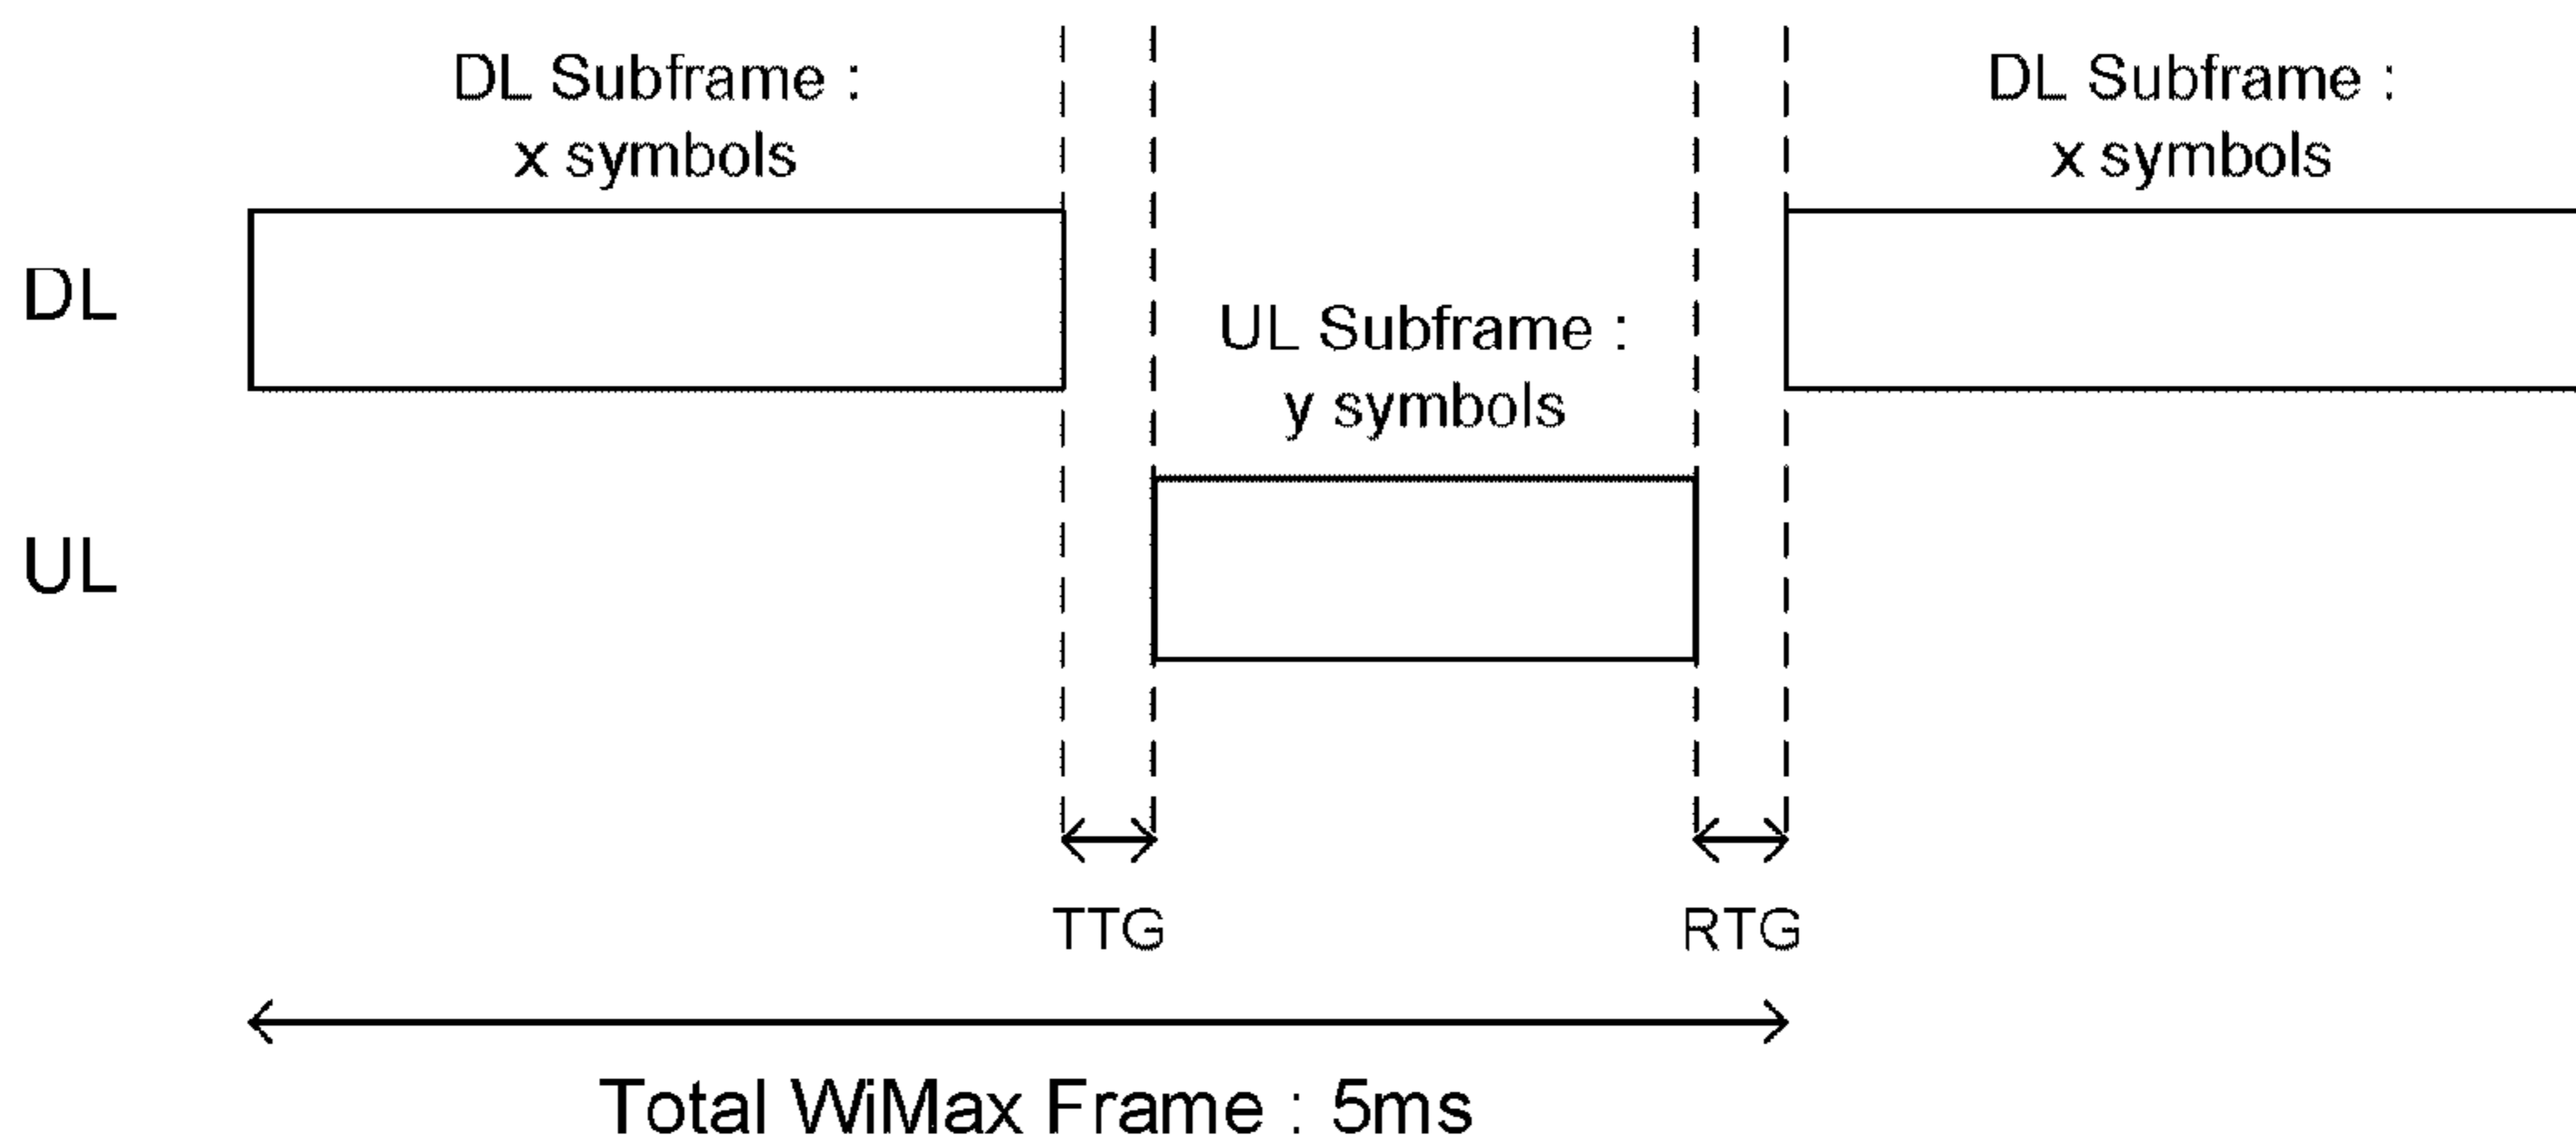 DL Subframe :
x symbols
DL Subframe :
x symbols
DL
UL Subframe :
y symbols
UL
TTG
RTG
Total WiMax Frame : 5ms